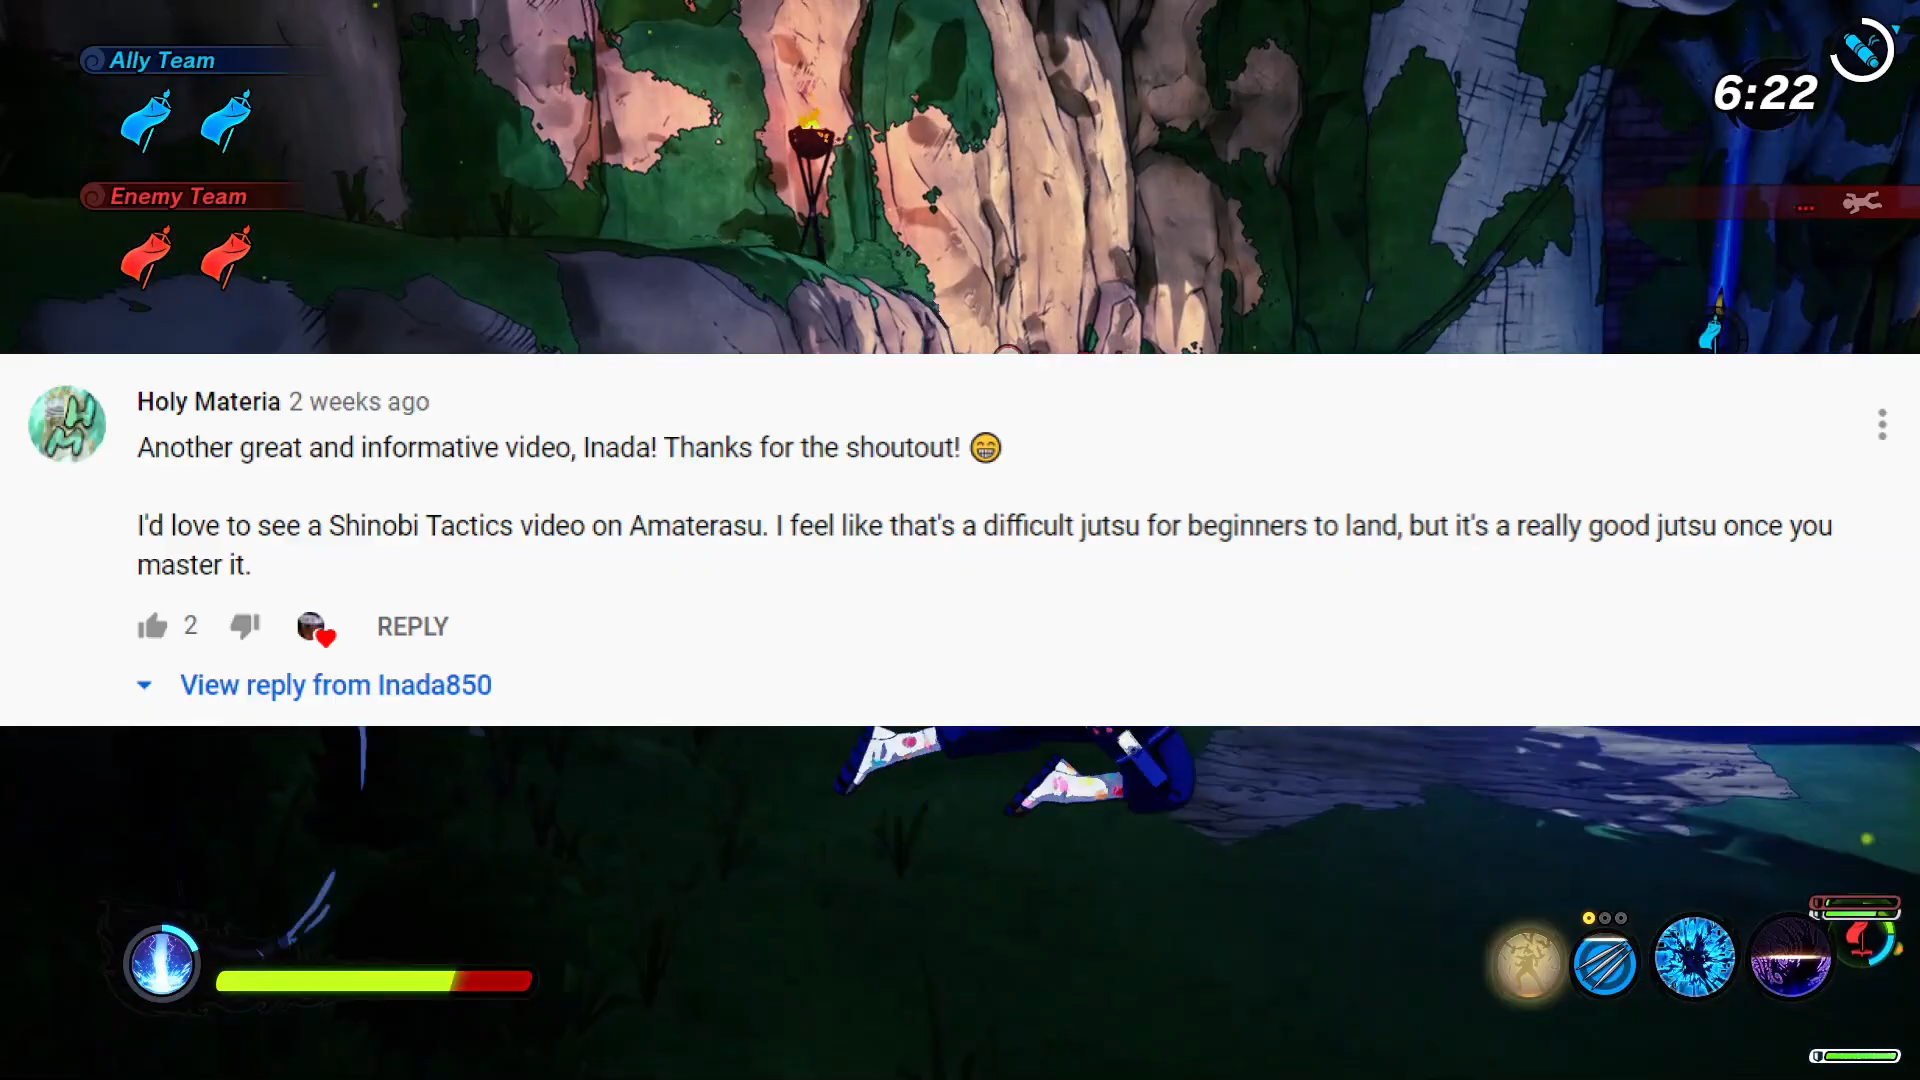 Ally Team
6:22
Enemy Team
...
Holy Materia 2 weeks ago
Another great and informative video, Inada! Thanks for the shoutout! 😁
I'd love to see a Shinobi Tactics video on Amaterasu. I feel like that's a difficult jutsu for beginners to land, but it's a really good jutsu once you
master it.
2 REPLY
View reply from Inada850